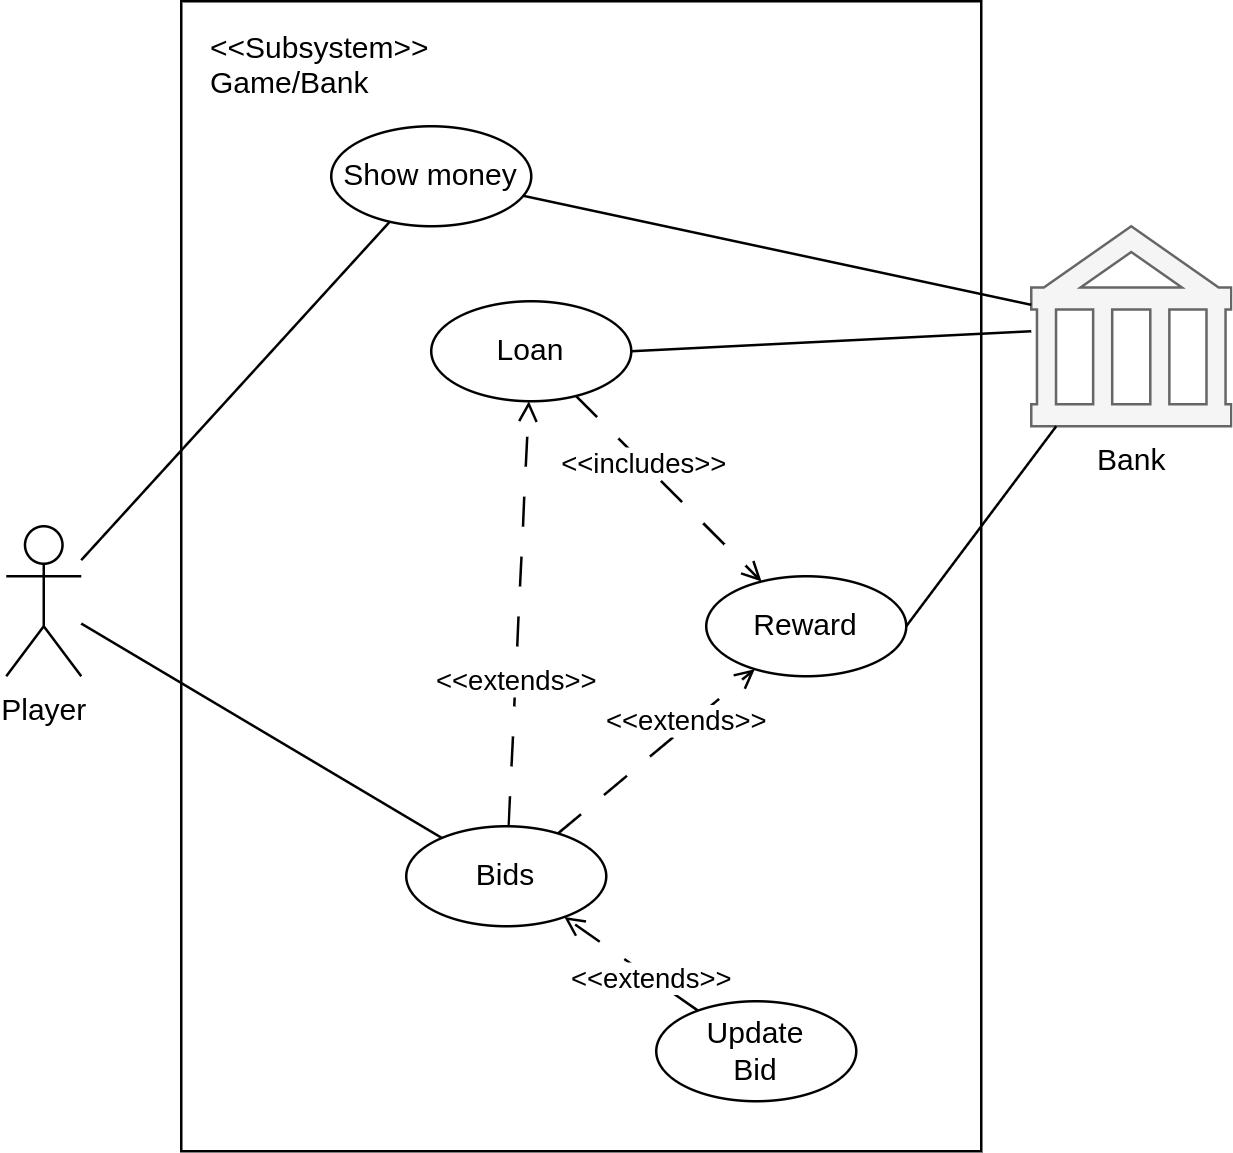 <<Subsystem>>
Game/Bank
Show money
Loan
Bank
<<includes>>
Reward
<<extends>>
Player
<<extends>>
Bids
<<extends>>
Update
Bid